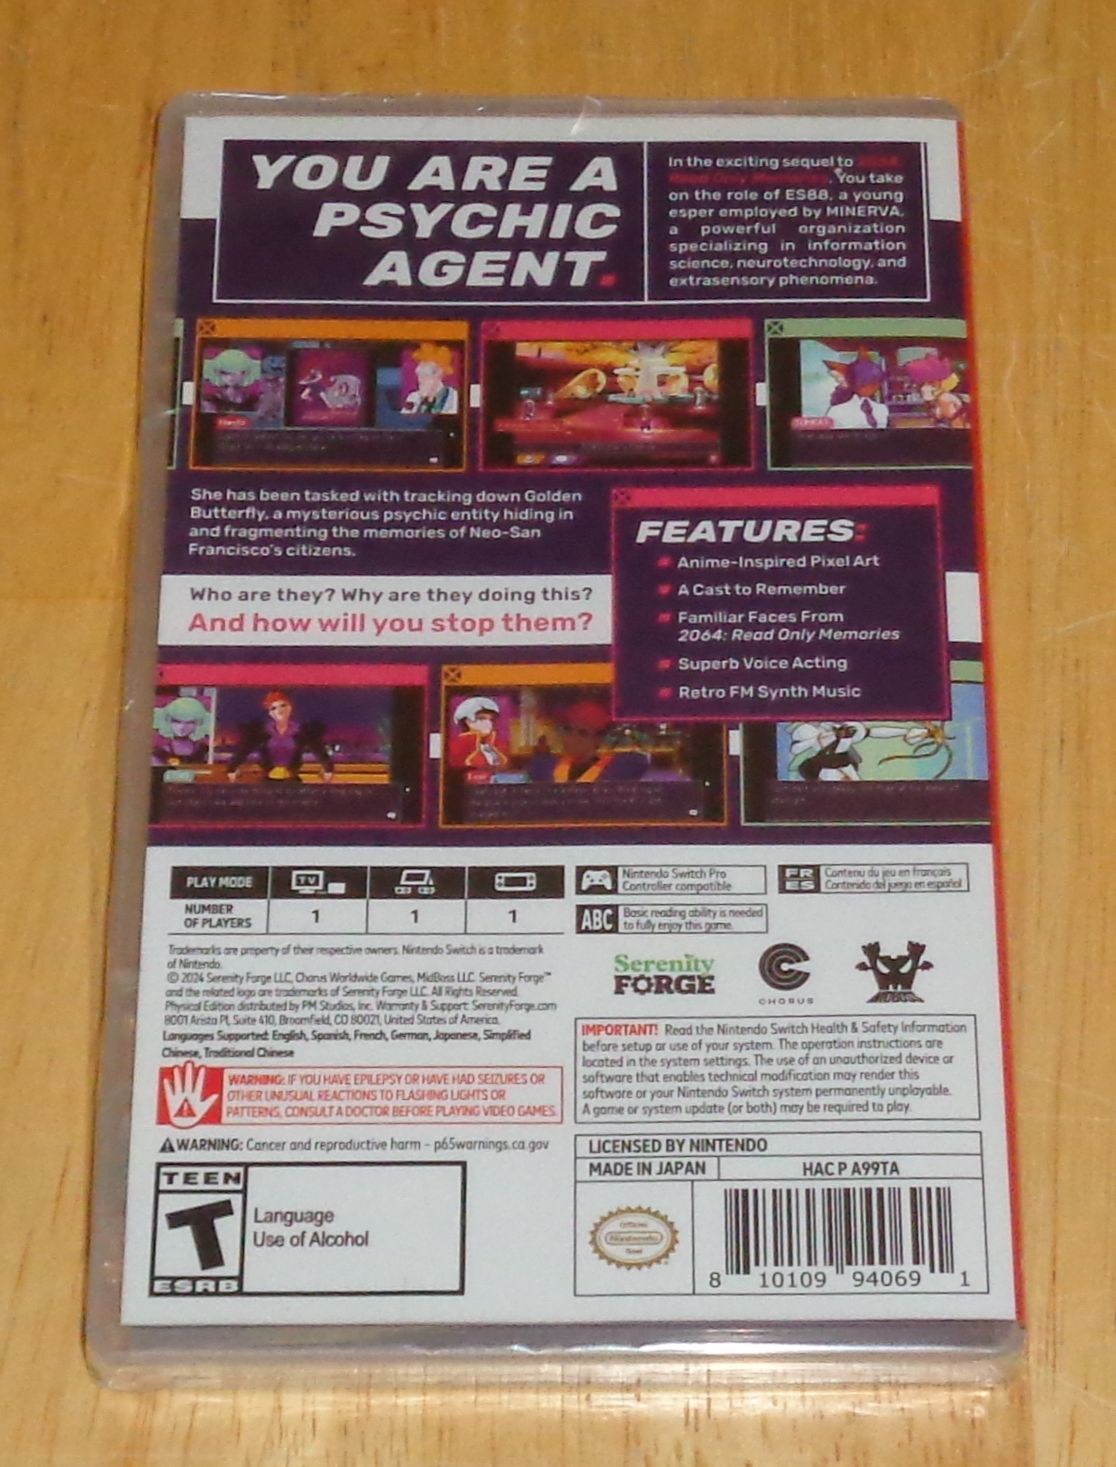 YOU ARE A
PSYCHIC
AGENT.
In the exciting sequel to 2064:
Read Only Memories, You take
on the role of ES88, a young
esper employed by MINERVA,
a powerful organization
specializing in information
science, neurotechnology, and
extrasensory phenomena.
She has been tasked with tracking down Golden
Butterfly, a mysterious psychic entity hiding in
and fragmenting the memories of Neo-San
Francisco's citizens.
Who are they? Why are they doing this?
And how will you stop them?
FEATURES:
Anime-Inspired Pixel Art
A Cast to Remember
Familiar Faces From
2064: Read Only Memories
Superb Voice Acting
Retro FM Synth Music
PLAY MODE
TV
NUMBER
OF PLAYERS
1
1
1
Nintendo Switch Pro
Controller compatible
FR
ES
Contenu du jeu en français
Contenido del juego en español
ABC
Basic reading ability is needed
to fully enjoy this game.
Trademarks are property of their respective owners. Nintendo Switch is a trademark
of Nintendo.
© 2024 Serenity Forge LLC, Chorus Worldwide Games, MidBoss LLC. Serenity Forge™
and the related logo are trademarks of Serenity Forge LLC. All Rights Reserved.
Physical Edition distributed by PM Studios, Inc. Warranty & Support: SerenityForge.com
8001 Arista Pl, Suite 410, Broomfield, CO 80021, United States of America.
Languages Supported: English, Spanish, French, German, Japanese, Simplified
Chinese, Traditional Chinese
Serenity
FORGE
CHORUS
WARNING: IF YOU HAVE EPILEPSY OR HAVE HAD SEIZURES OR
OTHER UNUSUAL REACTIONS TO FLASHING LIGHTS OR
PATTERNS, CONSULT A DOCTOR BEFORE PLAYING VIDEO GAMES.
WARNING: Cancer and reproductive harm - p65warnings.ca.gov
IMPORTANT! Read the Nintendo Switch Health & Safety Information
before setup or use of your system. The operation instructions are
located in the system settings. The use of an unauthorized device or
software that enables technical modification may render this
software or your Nintendo Switch system permanently unplayable.
A game or system update (or both) may be required to play.
TEEN
T
ESRB
Language
Use of Alcohol
LICENSED BY NINTENDO
MADE IN JAPAN
HAC P A99TA
Official
Nintendo
Seal
8 10109 94069 1